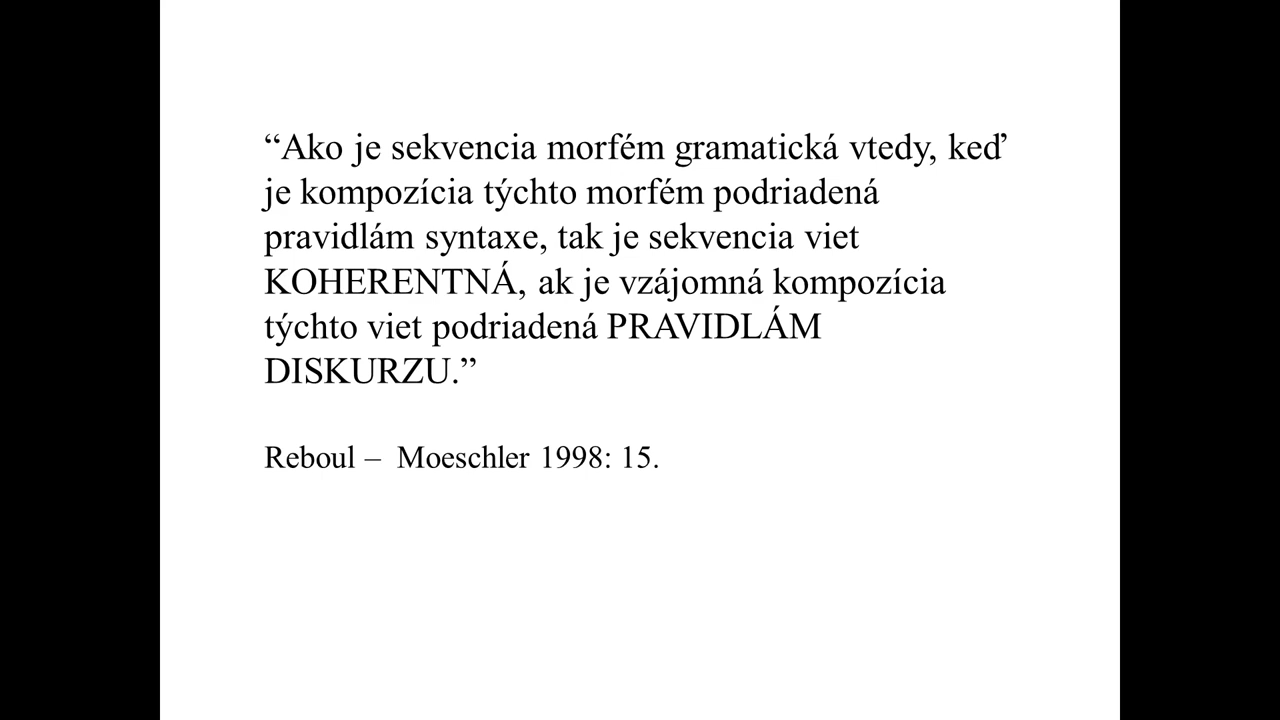 “Ako je sekvencia morfém gramatická vtedy, keď
je kompozícia týchto morfém podriadená
pravidlám syntaxe, tak je sekvencia viet
KOHERENTNÁ, ak je vzájomná kompozícia
týchto viet podriadená PRAVIDLÁM
DISKURZU.”
Reboul – Moeschler 1998: 15.